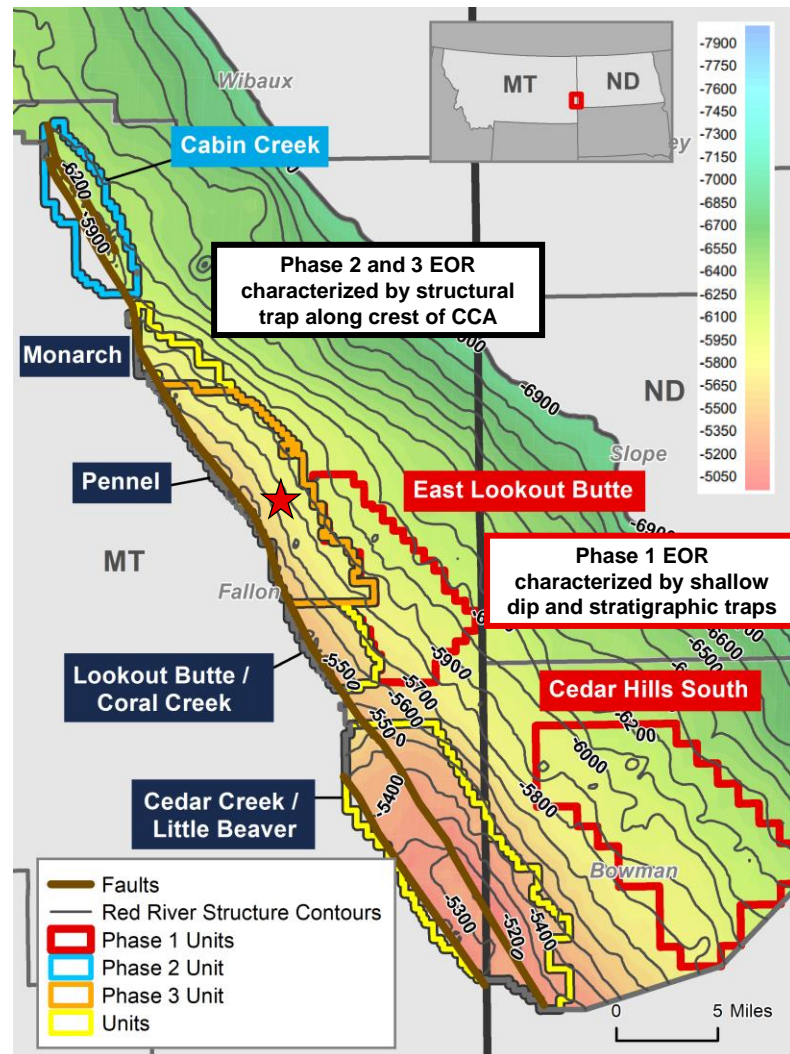 Wibaux
MT
ND
ey
-7900
-7750
-7600
-7450
-7300
-7150
-7000
-6850
-6700
-6550
-6400
-6250
-6100
-5950
-5800
-5650
-5500
-5350
-5200
-5050
Cabin Creek
-6200
-5900
Phase 2 and 3 EOR
characterized by structural
trap along crest of CCA
Monarch
-6900
ND
Slope
Pennel
East Lookout Butte
-6900
MT
Phase 1 EOR
characterized by shallow
dip and stratigraphic traps
Fallon
-6600
-6500
Lookout Butte /
Coral Creek
-5500
-5900
-5700
-5600
-5500
Cedar Hills South
-6200
-6000
-5800
Cedar Creek /
Little Beaver
-5400
Bowman
-5300
-5200
-5400
Faults
Red River Structure Contours
Phase 1 Units
Phase 2 Unit
Phase 3 Unit
Units
0 5 Miles